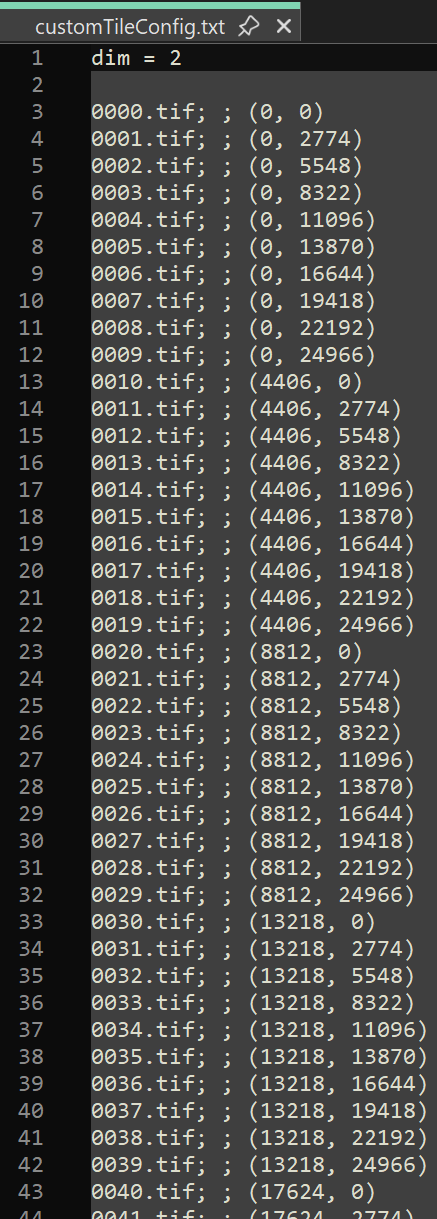 customTileConfig.txt
1 dim = 2
2
3 0000.tif; ; (0, 0)
4 0001.tif; ; (0, 2774)
5 0002.tif; ; (0, 5548)
6 0003.tif; ; (0, 8322)
7 0004.tif; ; (0, 11096)
8 0005.tif; ; (0, 13870)
9 0006.tif; ; (0, 16644)
10 0007.tif; ; (0, 19418)
11 0008.tif; ; (0, 22192)
12 0009.tif; ; (0, 24966)
13 0010.tif; ; (4406, 0)
14 0011.tif; ; (4406, 2774)
15 0012.tif; ; (4406, 5548)
16 0013.tif; ; (4406, 8322)
17 0014.tif; ; (4406, 11096)
18 0015.tif; ; (4406, 13870)
19 0016.tif; ; (4406, 16644)
20 0017.tif; ; (4406, 19418)
21 0018.tif; ; (4406, 22192)
22 0019.tif; ; (4406, 24966)
23 0020.tif; ; (8812, 0)
24 0021.tif; ; (8812, 2774)
25 0022.tif; ; (8812, 5548)
26 0023.tif; ; (8812, 8322)
27 0024.tif; ; (8812, 11096)
28 0025.tif; ; (8812, 13870)
29 0026.tif; ; (8812, 16644)
30 0027.tif; ; (8812, 19418)
31 0028.tif; ; (8812, 22192)
32 0029.tif; ; (8812, 24966)
33 0030.tif; ; (13218, 0)
34 0031.tif; ; (13218, 2774)
35 0032.tif; ; (13218, 5548)
36 0033.tif; ; (13218, 8322)
37 0034.tif; ; (13218, 11096)
38 0035.tif; ; (13218, 13870)
39 0036.tif; ; (13218, 16644)
40 0037.tif; ; (13218, 19418)
41 0038.tif; ; (13218, 22192)
42 0039.tif; ; (13218, 24966)
43 0040.tif; ; (17624, 0)
44 0041.tif; ; (17624, 2774)